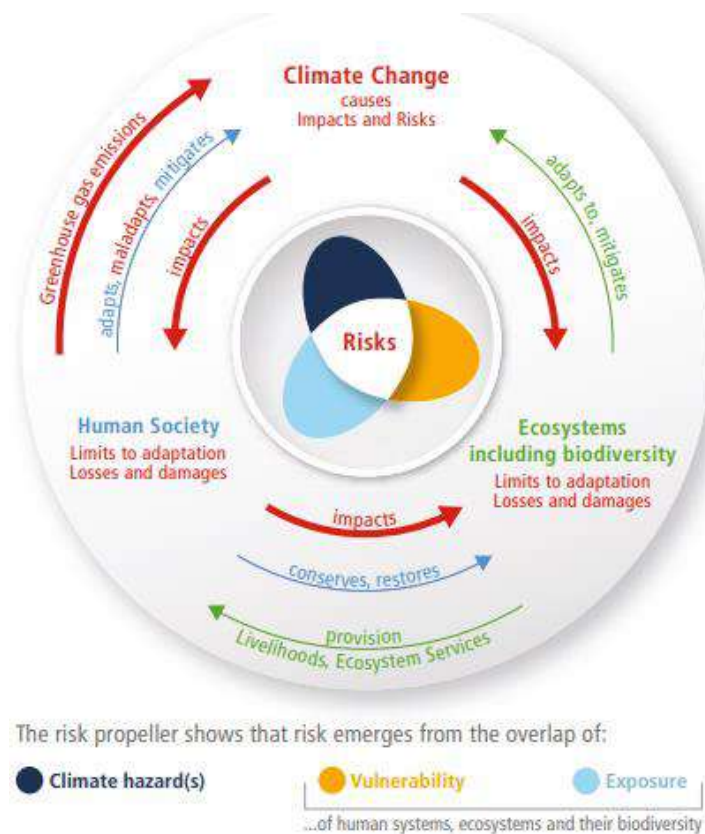 Climate Change
causes
Impacts and Risks
Greenhouse gas emissions
adapts, maladapts, mitigates
impacts
impacts
adapts to, mitigates
Risks
Human Society
Limits to adaptation
Losses and damages
Ecosystems
including biodiversity
Limits to adaptation
Losses and damages
impacts
conserves, restores
provision
Livelihoods, Ecosystem Services
The risk propeller shows that risk emerges from the overlap of:
Climate hazard(s) Vulnerability Exposure
...of human systems, ecosystems and their biodiversity